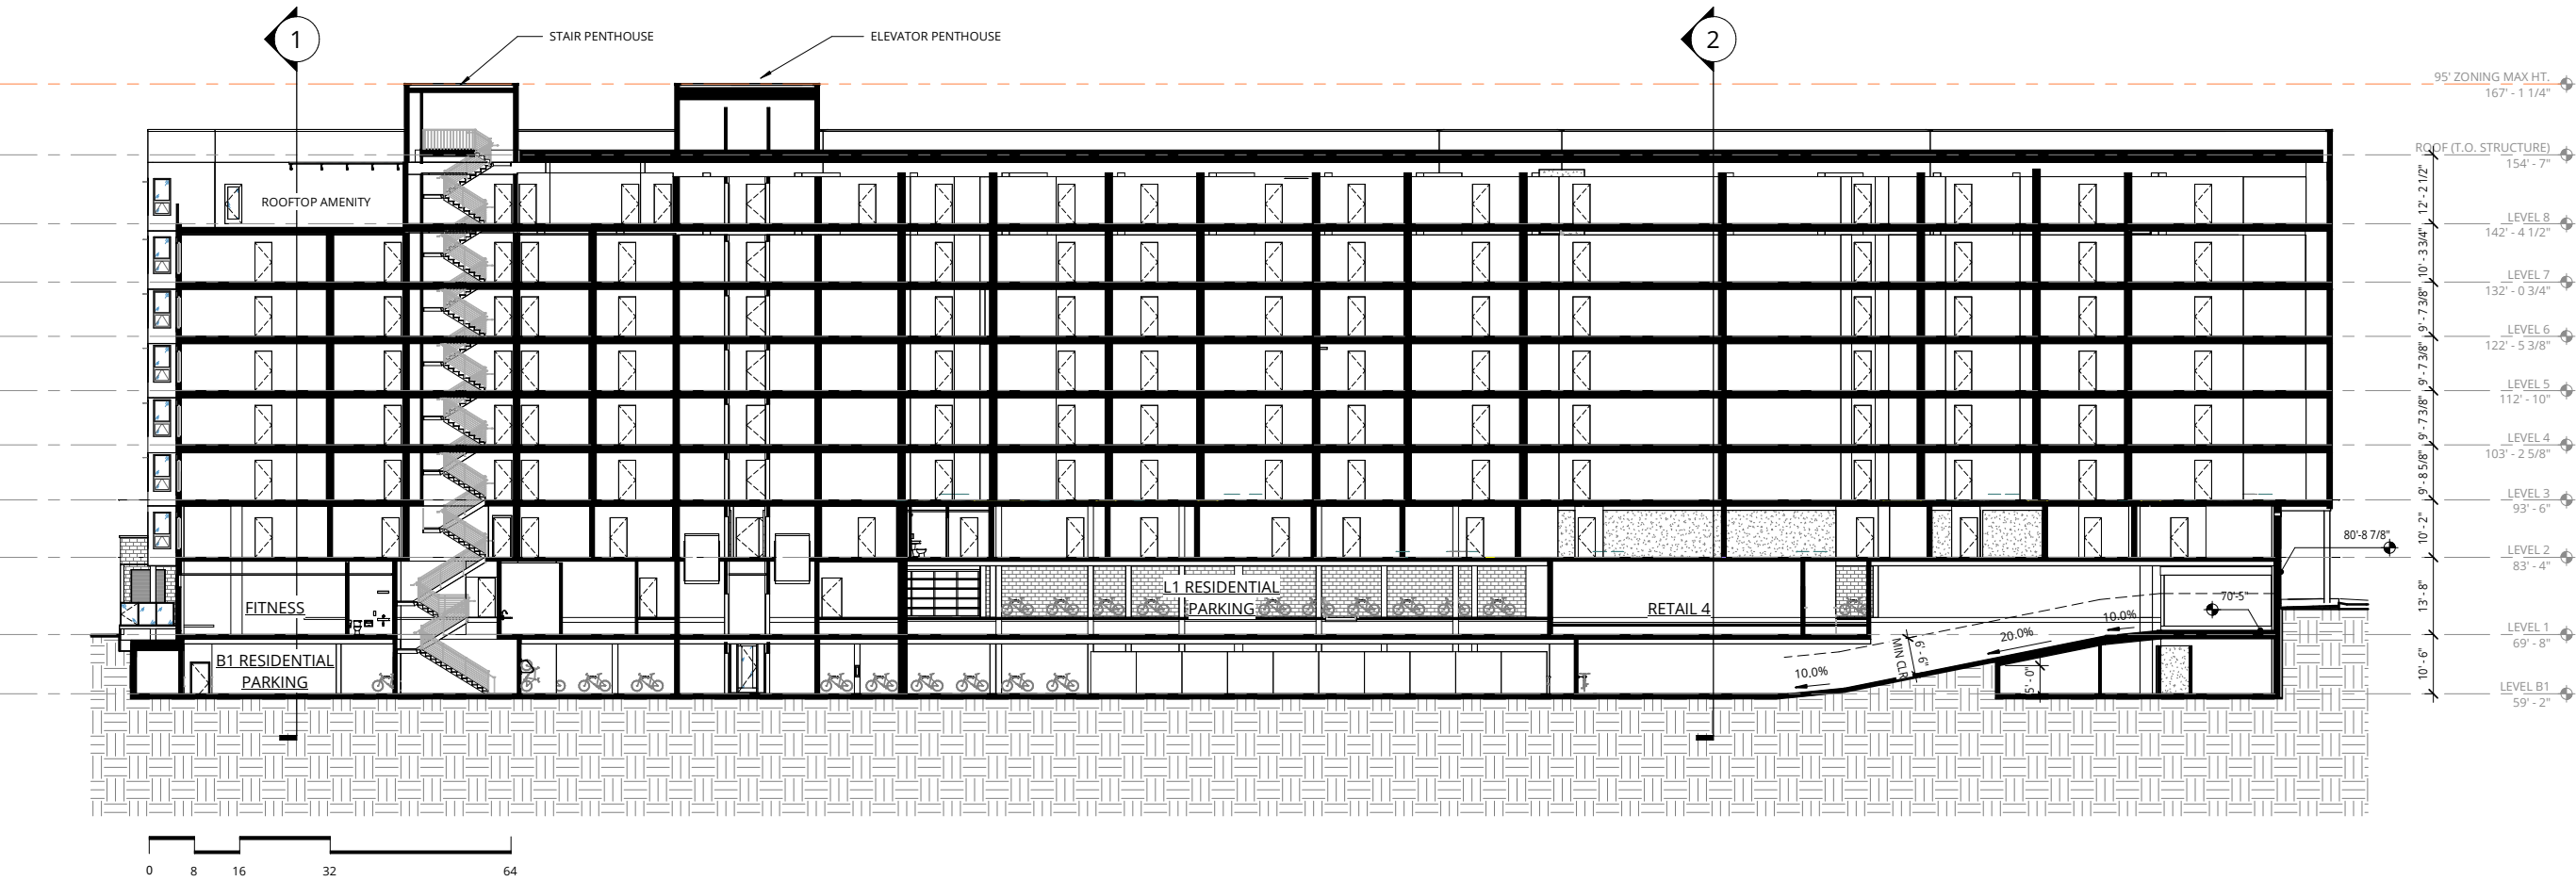 1
STAIR PENTHOUSE
ELEVATOR PENTHOUSE
2
95' ZONING MAX HT.
167' - 1 1/4"
ROOF (T.O. STRUCTURE)
154' - 7"
12' - 2 1/2"
ROOFTOP AMENITY
LEVEL 8
142' - 4 1/2"
10' - 3 3/4"
LEVEL 7
132' - 0 3/4"
9' - 7 3/8"
LEVEL 6
122' - 5 3/8"
9' - 7 3/8"
LEVEL 5
112' - 10"
9' - 7 3/8"
LEVEL 4
103' - 2 5/8"
9' - 8 5/8"
LEVEL 3
93' - 6"
10' - 2"
80'-8 7/8"
LEVEL 2
83' - 4"
13' - 8"
FITNESS
L1 RESIDENTIAL
PARKING
RETAIL 4
70'-5"
10.0%
20.0%
LEVEL 1
69' - 8"
6' - 6"
MIN CLR
B1 RESIDENTIAL
PARKING
10.0%
5' - 0"
10' - 6"
LEVEL B1
59' - 2"
0 8 16 32 64